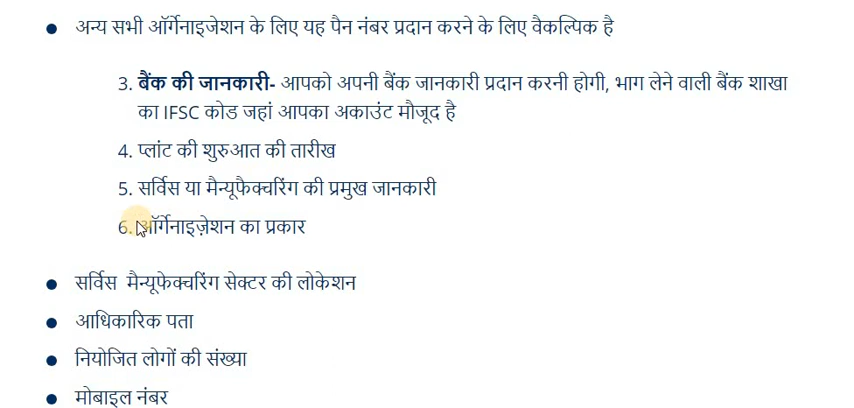 • अन्य सभी ऑर्गेनाइजेशन के लिए यह पैन नंबर प्रदान करने के लिए वैकल्पिक है
3. बैंक की जानकारी- आपको अपनी बैंक जानकारी प्रदान करनी होगी, भाग लेने वाली बैंक शाखा
का IFSC कोड जहां आपका अकाउंट मौजूद है
4. प्लांट की शुरुआत की तारीख
5. सर्विस या मैन्यूफैक्चरिंग की प्रमुख जानकारी
6. ऑर्गेनाइज़ेशन का प्रकार
• सर्विस मैन्यूफेक्चरिंग सेक्टर की लोकेशन
• आधिकारिक पता
• नियोजित लोगों की संख्या
• मोबाइल नंबर